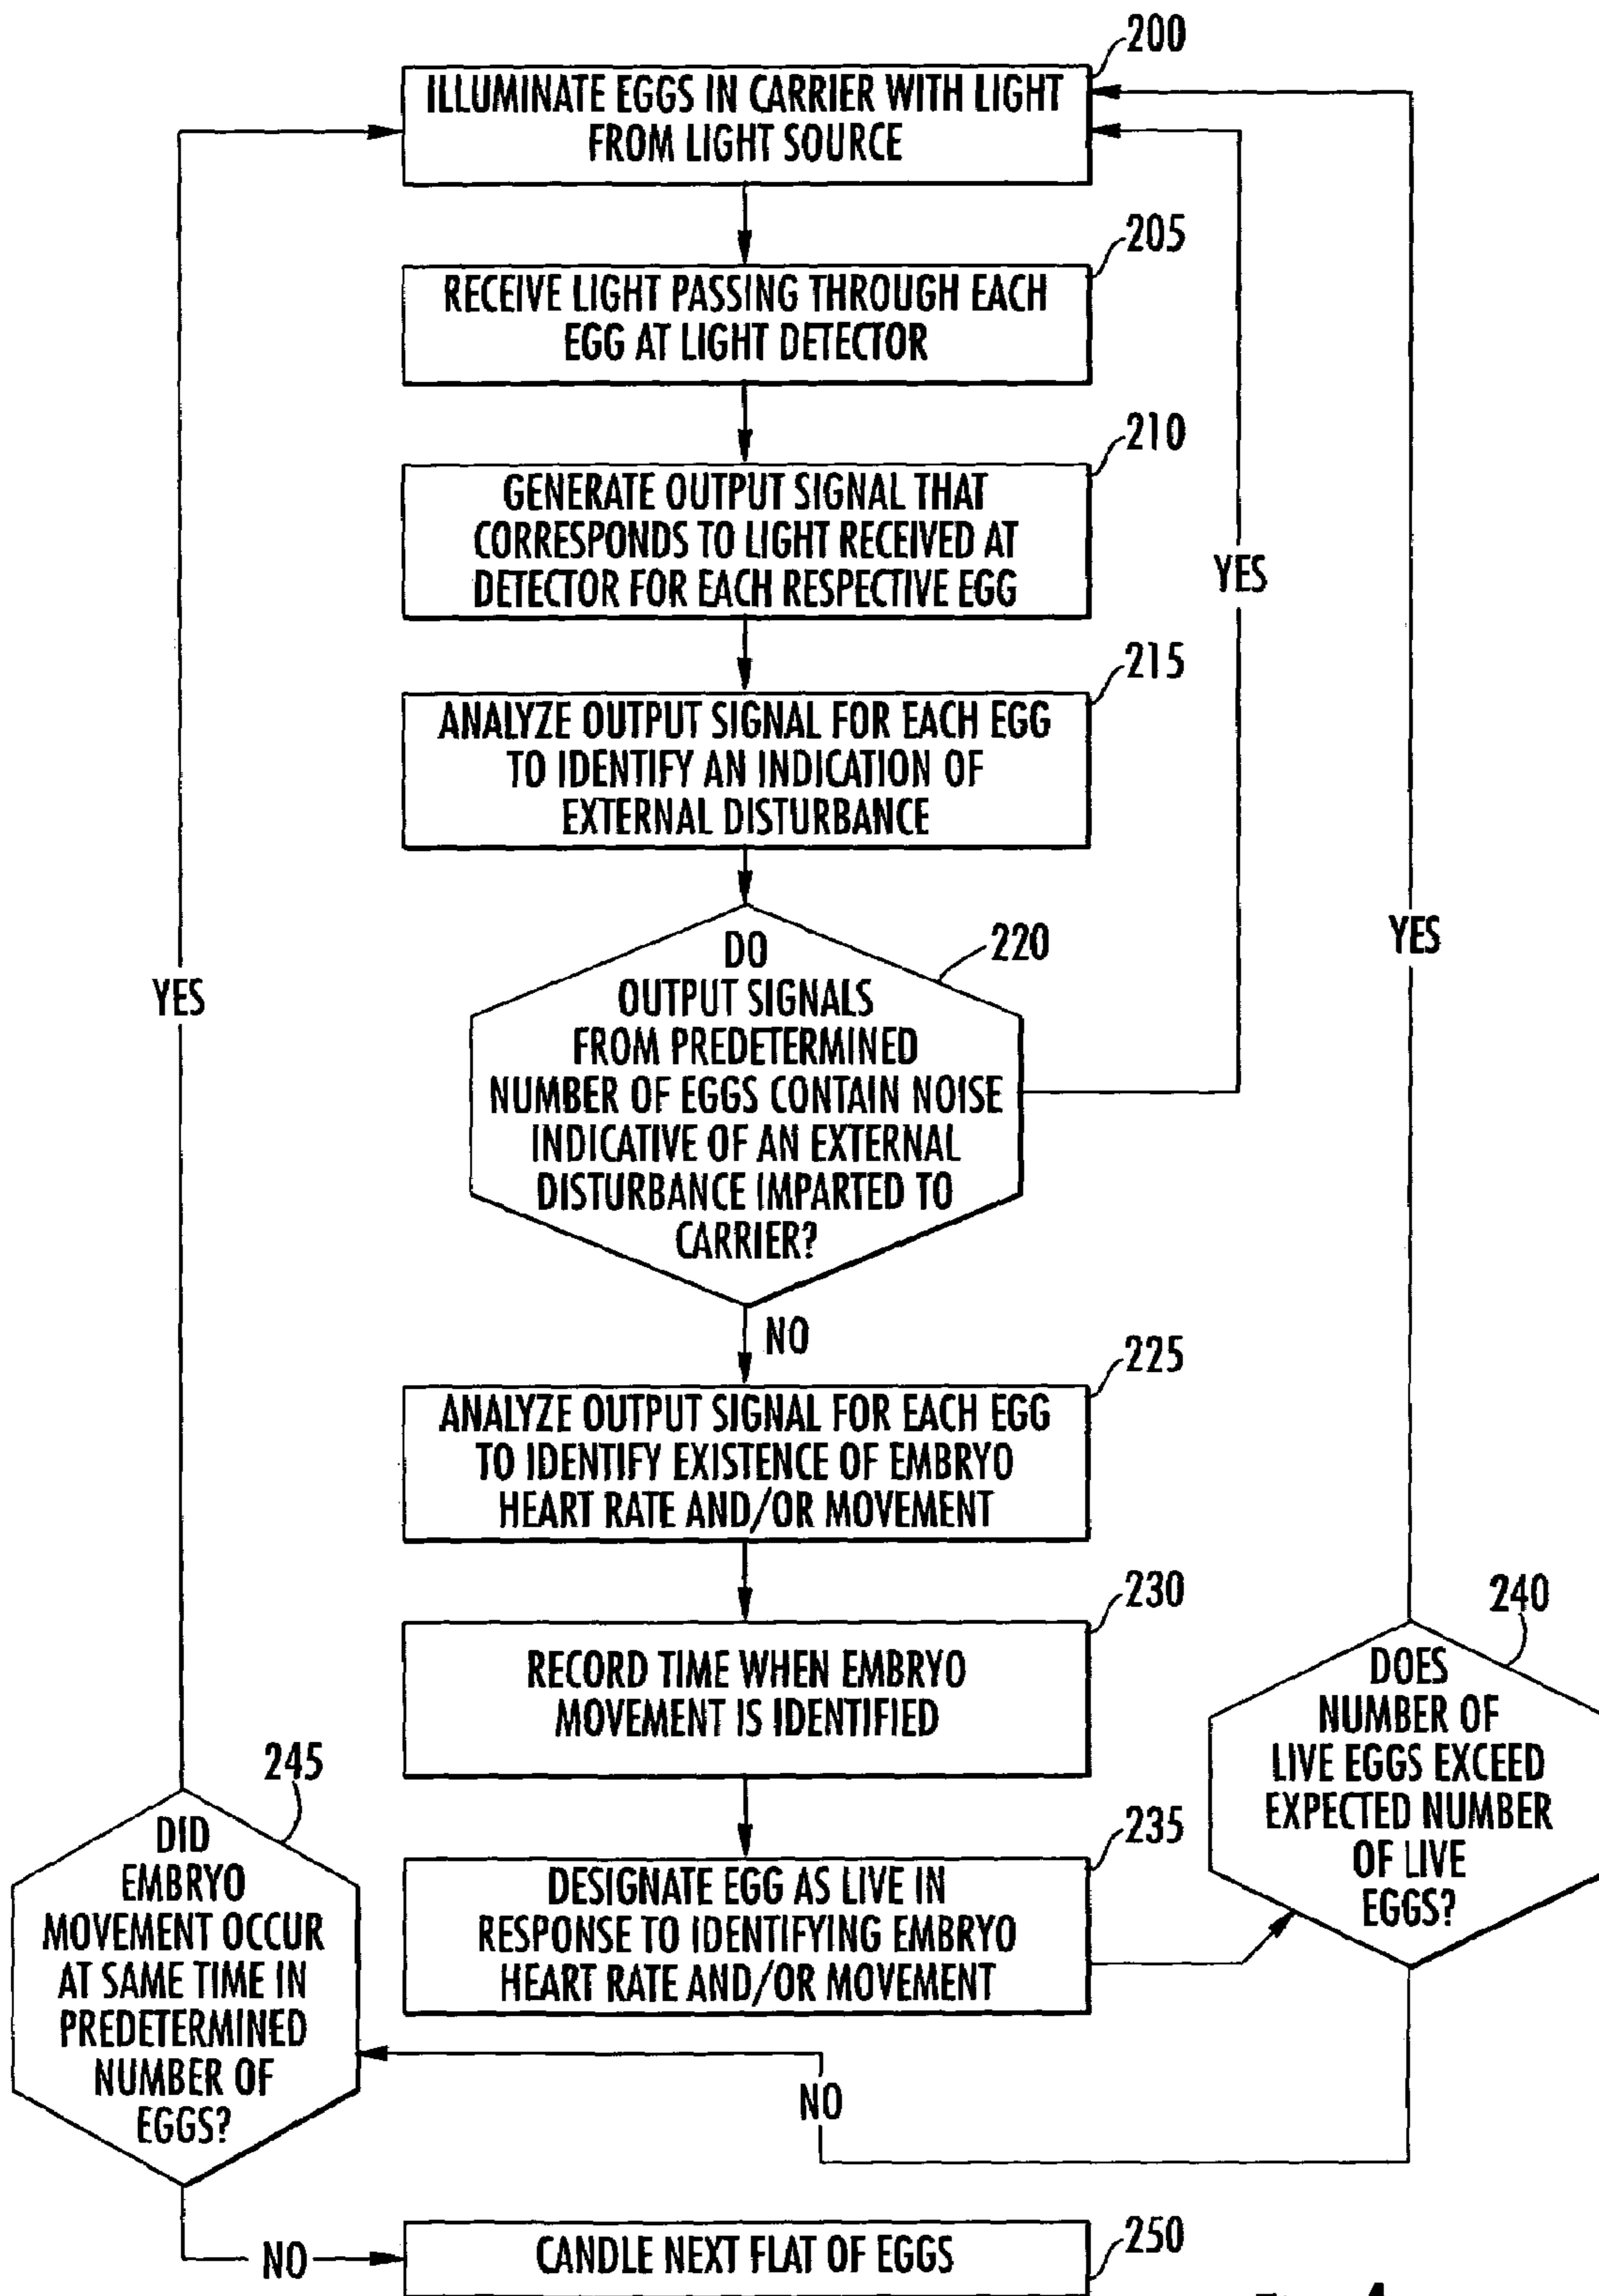 200
ILLUMINATE EGGS IN CARRIER WITH LIGHT
FROM LIGHT SOURCE
205
RECEIVE LIGHT PASSING THROUGH EACH
EGG AT LIGHT DETECTOR
210
GENERATE OUTPUT SIGNAL THAT
CORRESPONDS TO LIGHT RECEIVED AT
DETECTOR FOR EACH RESPECTIVE EGG
YES
215
ANALYZE OUTPUT SIGNAL FOR EACH EGG
TO IDENTIFY AN INDICATION OF
EXTERNAL DISTURBANCE
220
DO
OUTPUT SIGNALS
FROM PREDETERMINED
NUMBER OF EGGS CONTAIN NOISE
INDICATIVE OF AN EXTERNAL
DISTURBANCE IMPARTED TO
CARRIER?
YES
YES
NO
225
ANALYZE OUTPUT SIGNAL FOR EACH EGG
TO IDENTIFY EXISTENCE OF EMBRYO
HEART RATE AND/OR MOVEMENT
230
RECORD TIME WHEN EMBRYO
MOVEMENT IS IDENTIFIED
235
DESIGNATE EGG AS LIVE IN
RESPONSE TO IDENTIFYING EMBRYO
HEART RATE AND/OR MOVEMENT
240
DOES
NUMBER OF
LIVE EGGS EXCEED
EXPECTED NUMBER
OF LIVE
EGGS?
245
DID
EMBRYO
MOVEMENT OCCUR
AT SAME TIME IN
PREDETERMINED
NUMBER OF
EGGS?
NO
NO
250
CANDLE NEXT FLAT OF EGGS